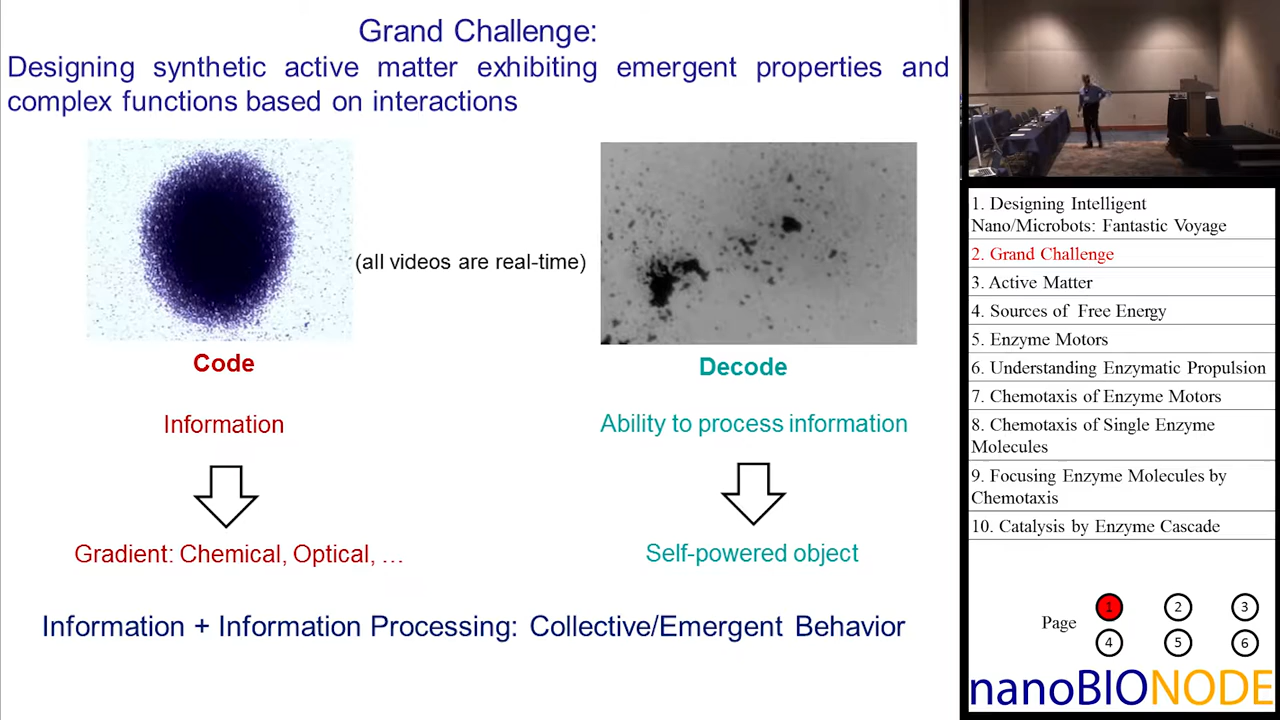 Grand Challenge:
Designing synthetic active matter exhibiting emergent properties and
complex functions based on interactions
(all videos are real-time)
Code
Decode
Information
Ability to process information
Gradient: Chemical, Optical, …
Self-powered object
Information + Information Processing: Collective/Emergent Behavior
1. Designing Intelligent
Nano/Microbots: Fantastic Voyage
2. Grand Challenge
3. Active Matter
4. Sources of Free Energy
5. Enzyme Motors
6. Understanding Enzymatic Propulsion
7. Chemotaxis of Enzyme Motors
8. Chemotaxis of Single Enzyme
Molecules
9. Focusing Enzyme Molecules by
Chemotaxis
10. Catalysis by Enzyme Cascade
Page
1 2 3
4 5 6
nanoBIONODE